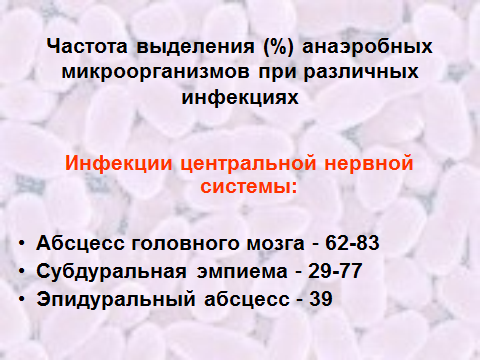 Частота выделения (%) анаэробных
микроорганизмов при различных
инфекциях
Инфекции центральной нервной
системы:
• Абсцесс головного мозга - 62-83
• Субдуральная эмпиема - 29-77
• Эпидуральный абсцесс - 39